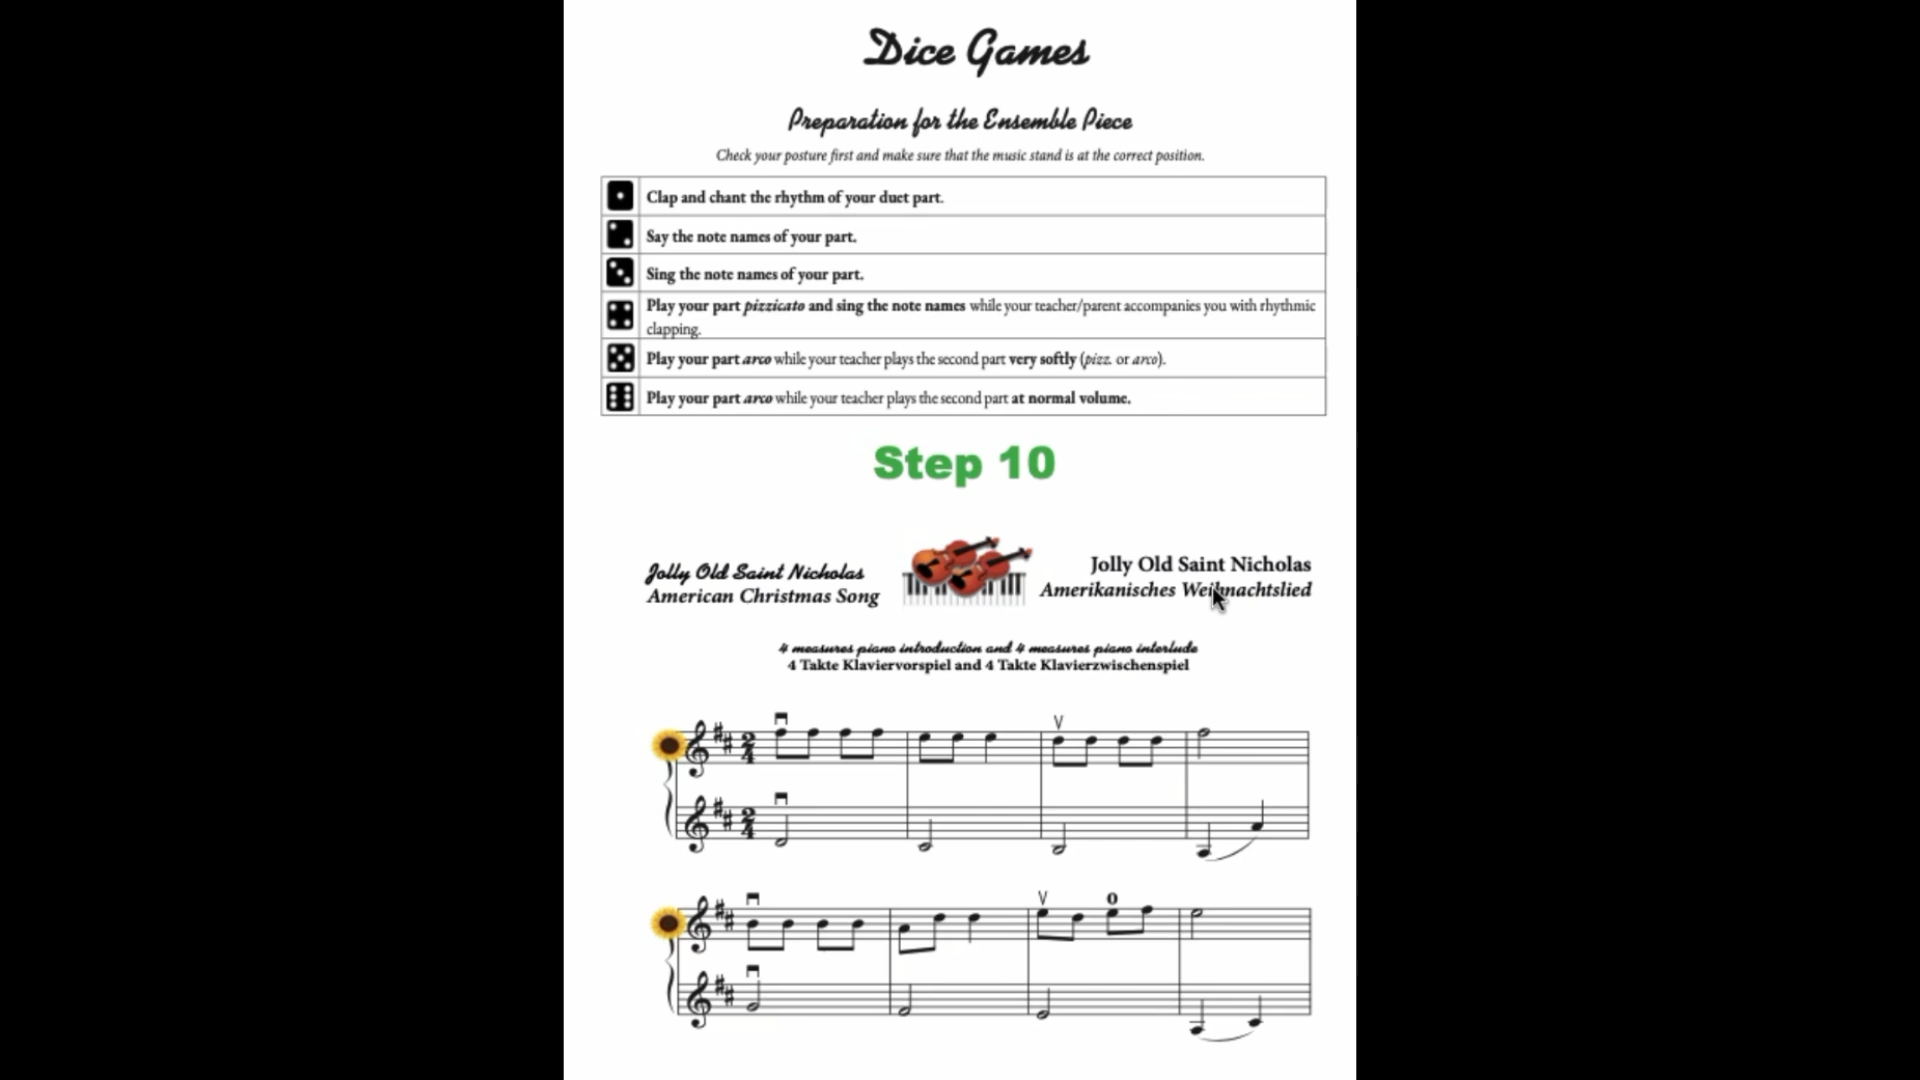 Dice Games
Preparation for the Ensemble Piece
Check your posture first and make sure that the music stand is at the correct position.
Clap and chant the rhythm of your duet part.
Say the note names of your part.
Sing the note names of your part.
Play your part pizzicato and sing the note names while your teacher/parent accompanies you with rhythmic
clapping.
Play your part arco while your teacher plays the second part very softly (pizz. or arco).
Play your part arco while your teacher plays the second part at normal volume.
Step 10
Jolly Old Saint Nicholas
American Christmas Song
Jolly Old Saint Nicholas
Amerikanisches Weihnachtslied
4 measures piano introduction and 4 measures piano interlude
4 Takte Klaviervorspiel and 4 Takte Klavierzwischenspiel
2
4
2
4
0